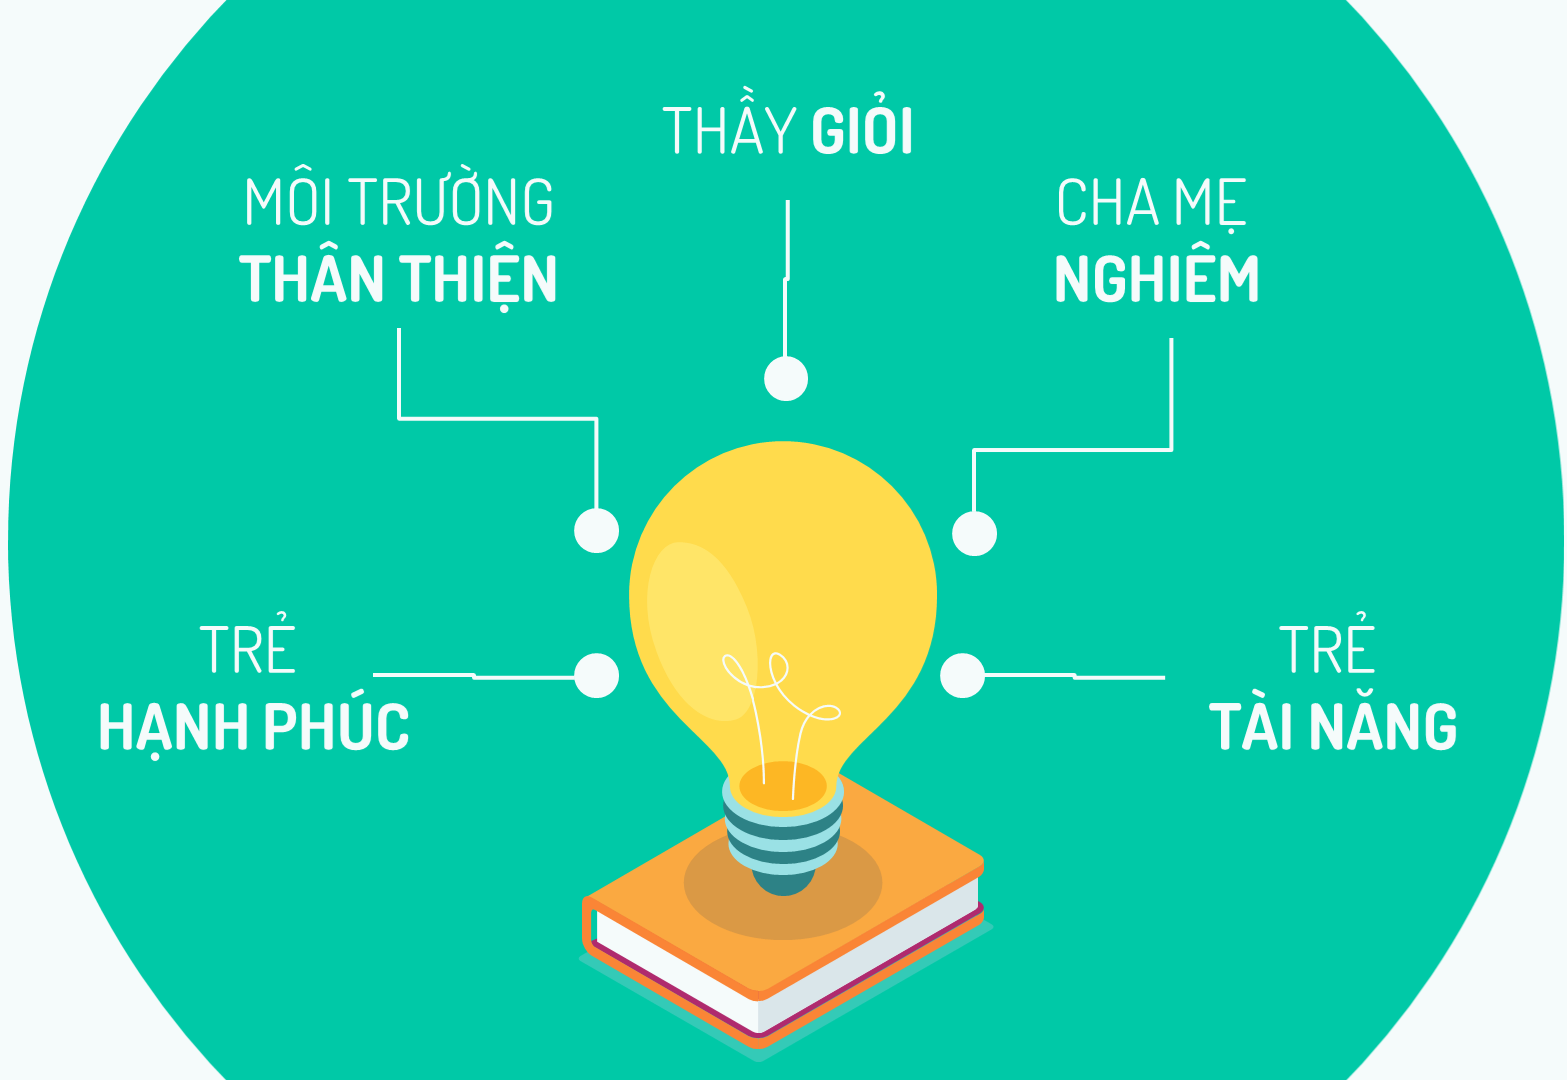 THẦY GIỎI
MÔI TRƯỜNG
THÂN THIỆN
CHA MẸ
NGHIÊM
TRẺ
HẠNH PHÚC
TRẺ
TÀI NĂNG